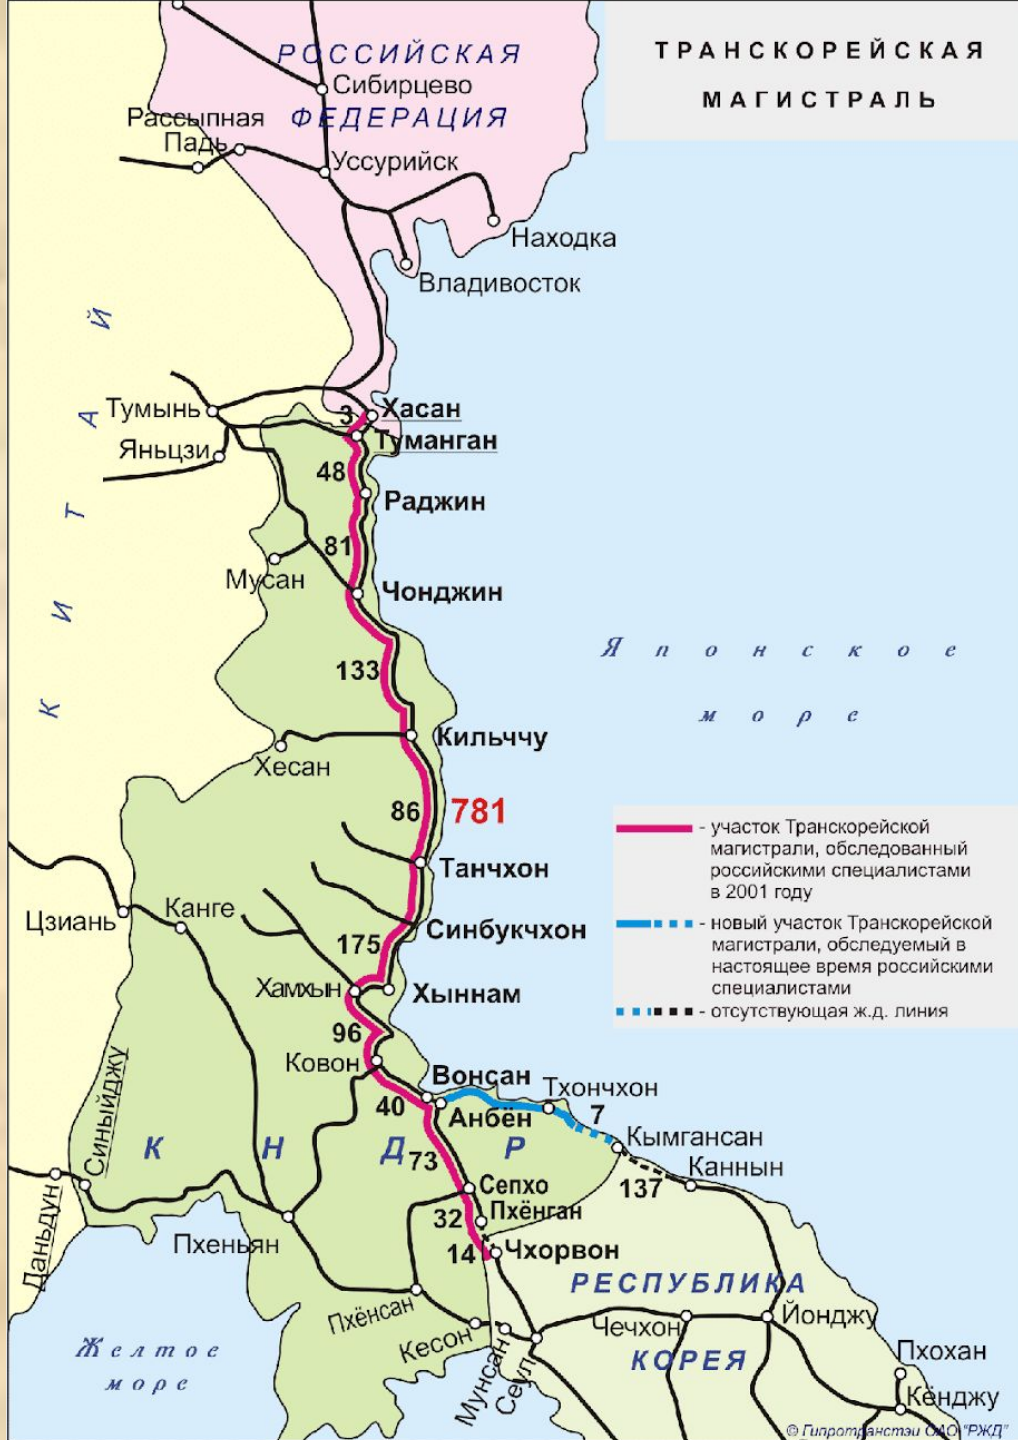 ТРАНСКОРЕЙСКАЯ
МАГИСТРАЛЬ
РОССИЙСКАЯ
ФЕДЕРАЦИЯ
Сибирцево
Рассыпная
Падь
Уссурийск
Находка
Владивосток
КИТАЙ
Тумынь
Яньцзи
3
Хасан
Туманган
48
Раджин
81
Мусан
Чонджин
133
Японское
море
Кильччу
Хесан
86
781
Танчхон
Цзиань
Канге
Синбукчхон
175
Хамхын
Хыннам
96
Ковон
Вонсан
Тхончхон
40
Анбён
7
Кымгансан
Каннын
КНДР
73
137
Синыйджу
Даньдун
Сепхо
32
Пхёнган
14
Чхорвон
Пхеньян
Пхёнсан
Кесон
Мунсан
Сеул
РЕСПУБЛИКА
КОРЕЯ
Чечхон
Йонджу
Пхохан
Кёнджу
Желтое
море
- участок Транскорейской
магистрали, обследованный
российскими специалистами
в 2001 году
- новый участок Транскорейской
магистрали, обследуемый в
настоящее время российскими
специалистами
- отсутствующая ж.д. линия
© Гипротранстэи ОАО "РЖД"